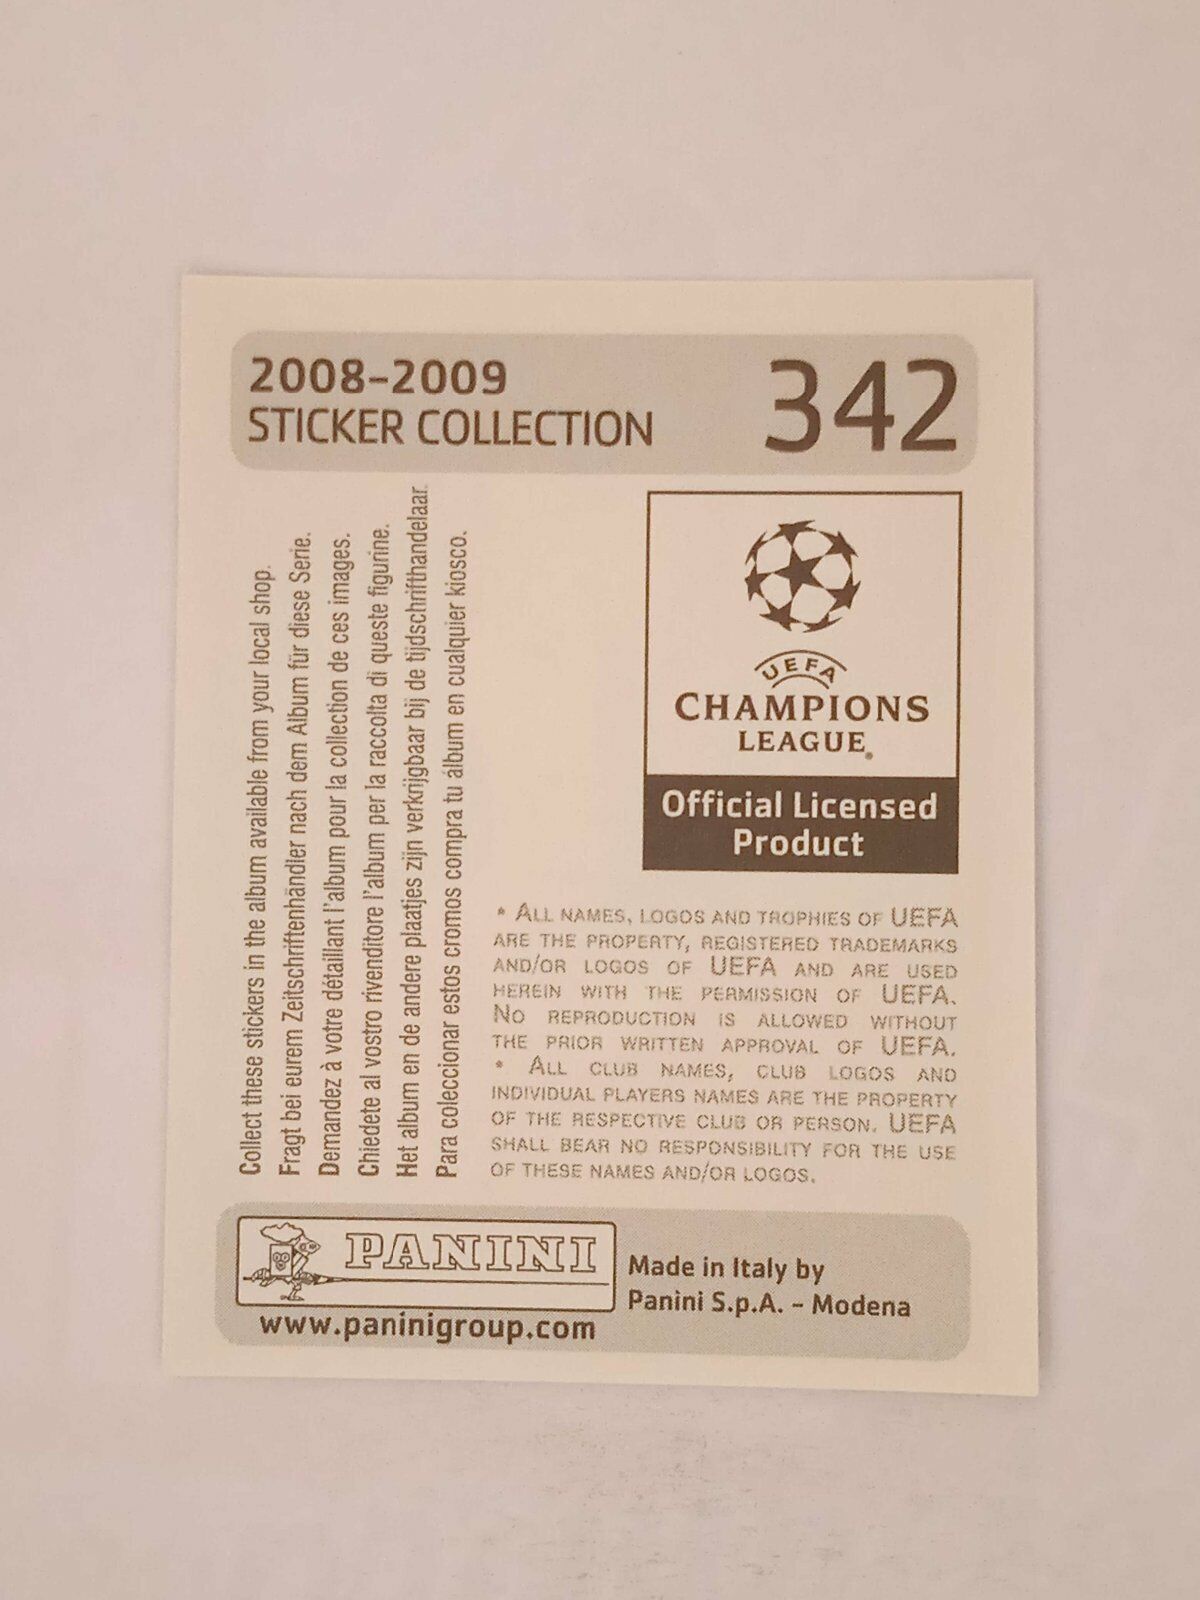 2008-2009
STICKER COLLECTION
342
Collect these stickers in the album available from your local shop.
Fragt bei eurem Zeitschriftenhändler nach dem Album für diese Serie.
Demandez à votre détaillant l'album pour la collection de ces images.
Chiedete al vostro rivenditore l'album per la raccolta di queste figurine.
Het album en de andere plaatjes zijn verkrijgbaar bij de tijdschrifthandelaar.
Para coleccionar estos cromos compra tu álbum en cualquier kiosco.
UEFA
CHAMPIONS
LEAGUE®
Official Licensed
Product
* ALL NAMES, LOGOS AND TROPHIES OF UEFA
ARE THE PROPERTY, REGISTERED TRADEMARKS
AND/OR LOGOS OF UEFA AND ARE USED
HEREIN WITH THE PERMISSION OF UEFA.
NO REPRODUCTION IS ALLOWED WITHOUT
THE PRIOR WRITTEN APPROVAL OF UEFA.
* ALL CLUB NAMES, CLUB LOGOS AND
INDIVIDUAL PLAYERS NAMES ARE THE PROPERTY
OF THE RESPECTIVE CLUB OR PERSON. UEFA
SHALL BEAR NO RESPONSIBILITY FOR THE USE
OF THESE NAMES AND/OR LOGOS.
PANINI
www.paninigroup.com
Made in Italy by
Panini S.p.A. - Modena